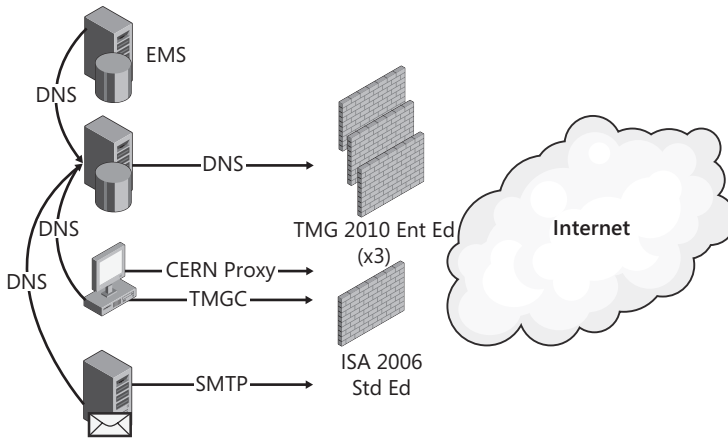 EMS
DNS
DNS
TMG 2010 Ent Ed
(x3)
Internet
DNS
DNS
CERN Proxy
TMGC
ISA 2006
Std Ed
SMTP